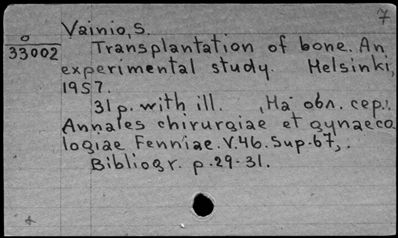 7
Vainio, S.
0
33002
Transplantation of bone. An
experimental study. Helsinki,
1957.
31 p. with ill. , На обл. сер.:
Annales chirurgiae et gynaeco
logiae Fenniae. V.46. Sup. 67,.
Bibliogr. p. 29-31.